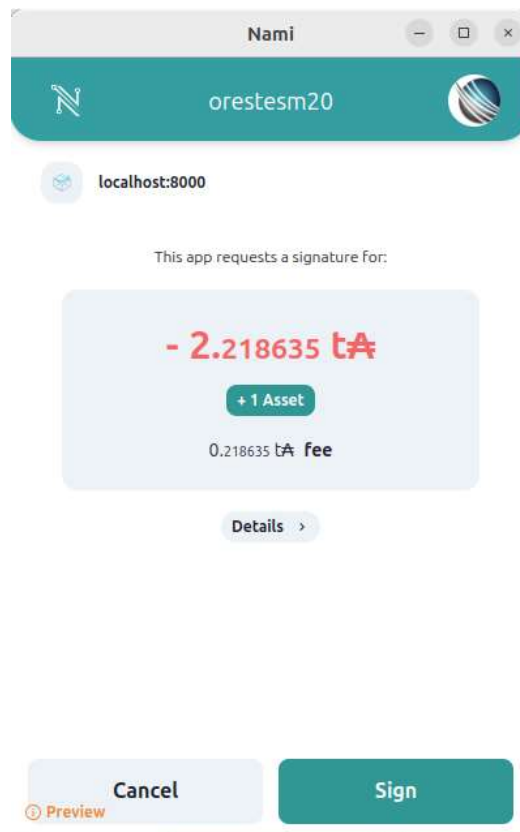 Nami
orestesm20
localhost:8000
This app requests a signature for:
- 2.218635 t₳
+ 1 Asset
0.218635 t₳ fee
Details ›
Cancel
Sign
Preview